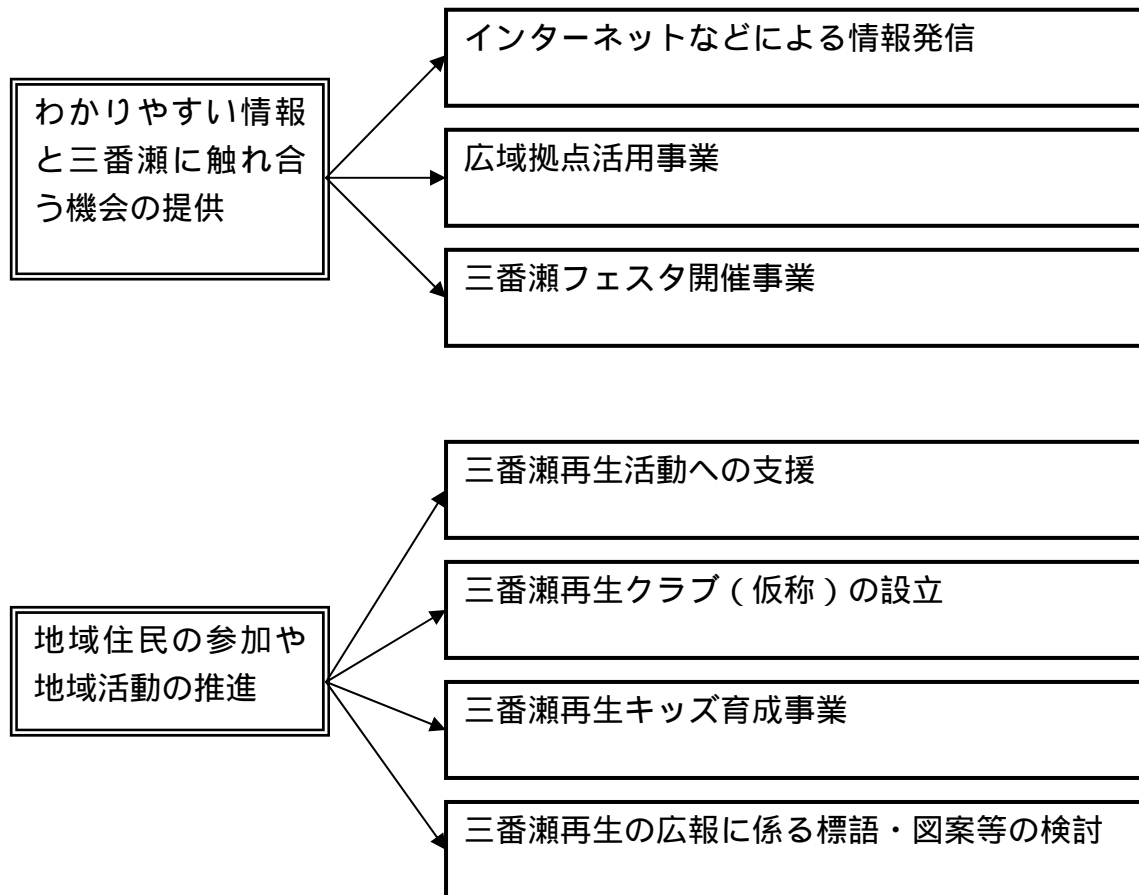 わかりやすい情報
と三番瀬に触れ合
う機会の提供
インターネットなどによる情報発信
広域拠点活用事業
三番瀬フェスタ開催事業
地域住民の参加や
地域活動の推進
三番瀬再生活動への支援
三番瀬再生クラブ（仮称）の設立
三番瀬再生キッズ育成事業
三番瀬再生の広報に係る標語・図案等の検討